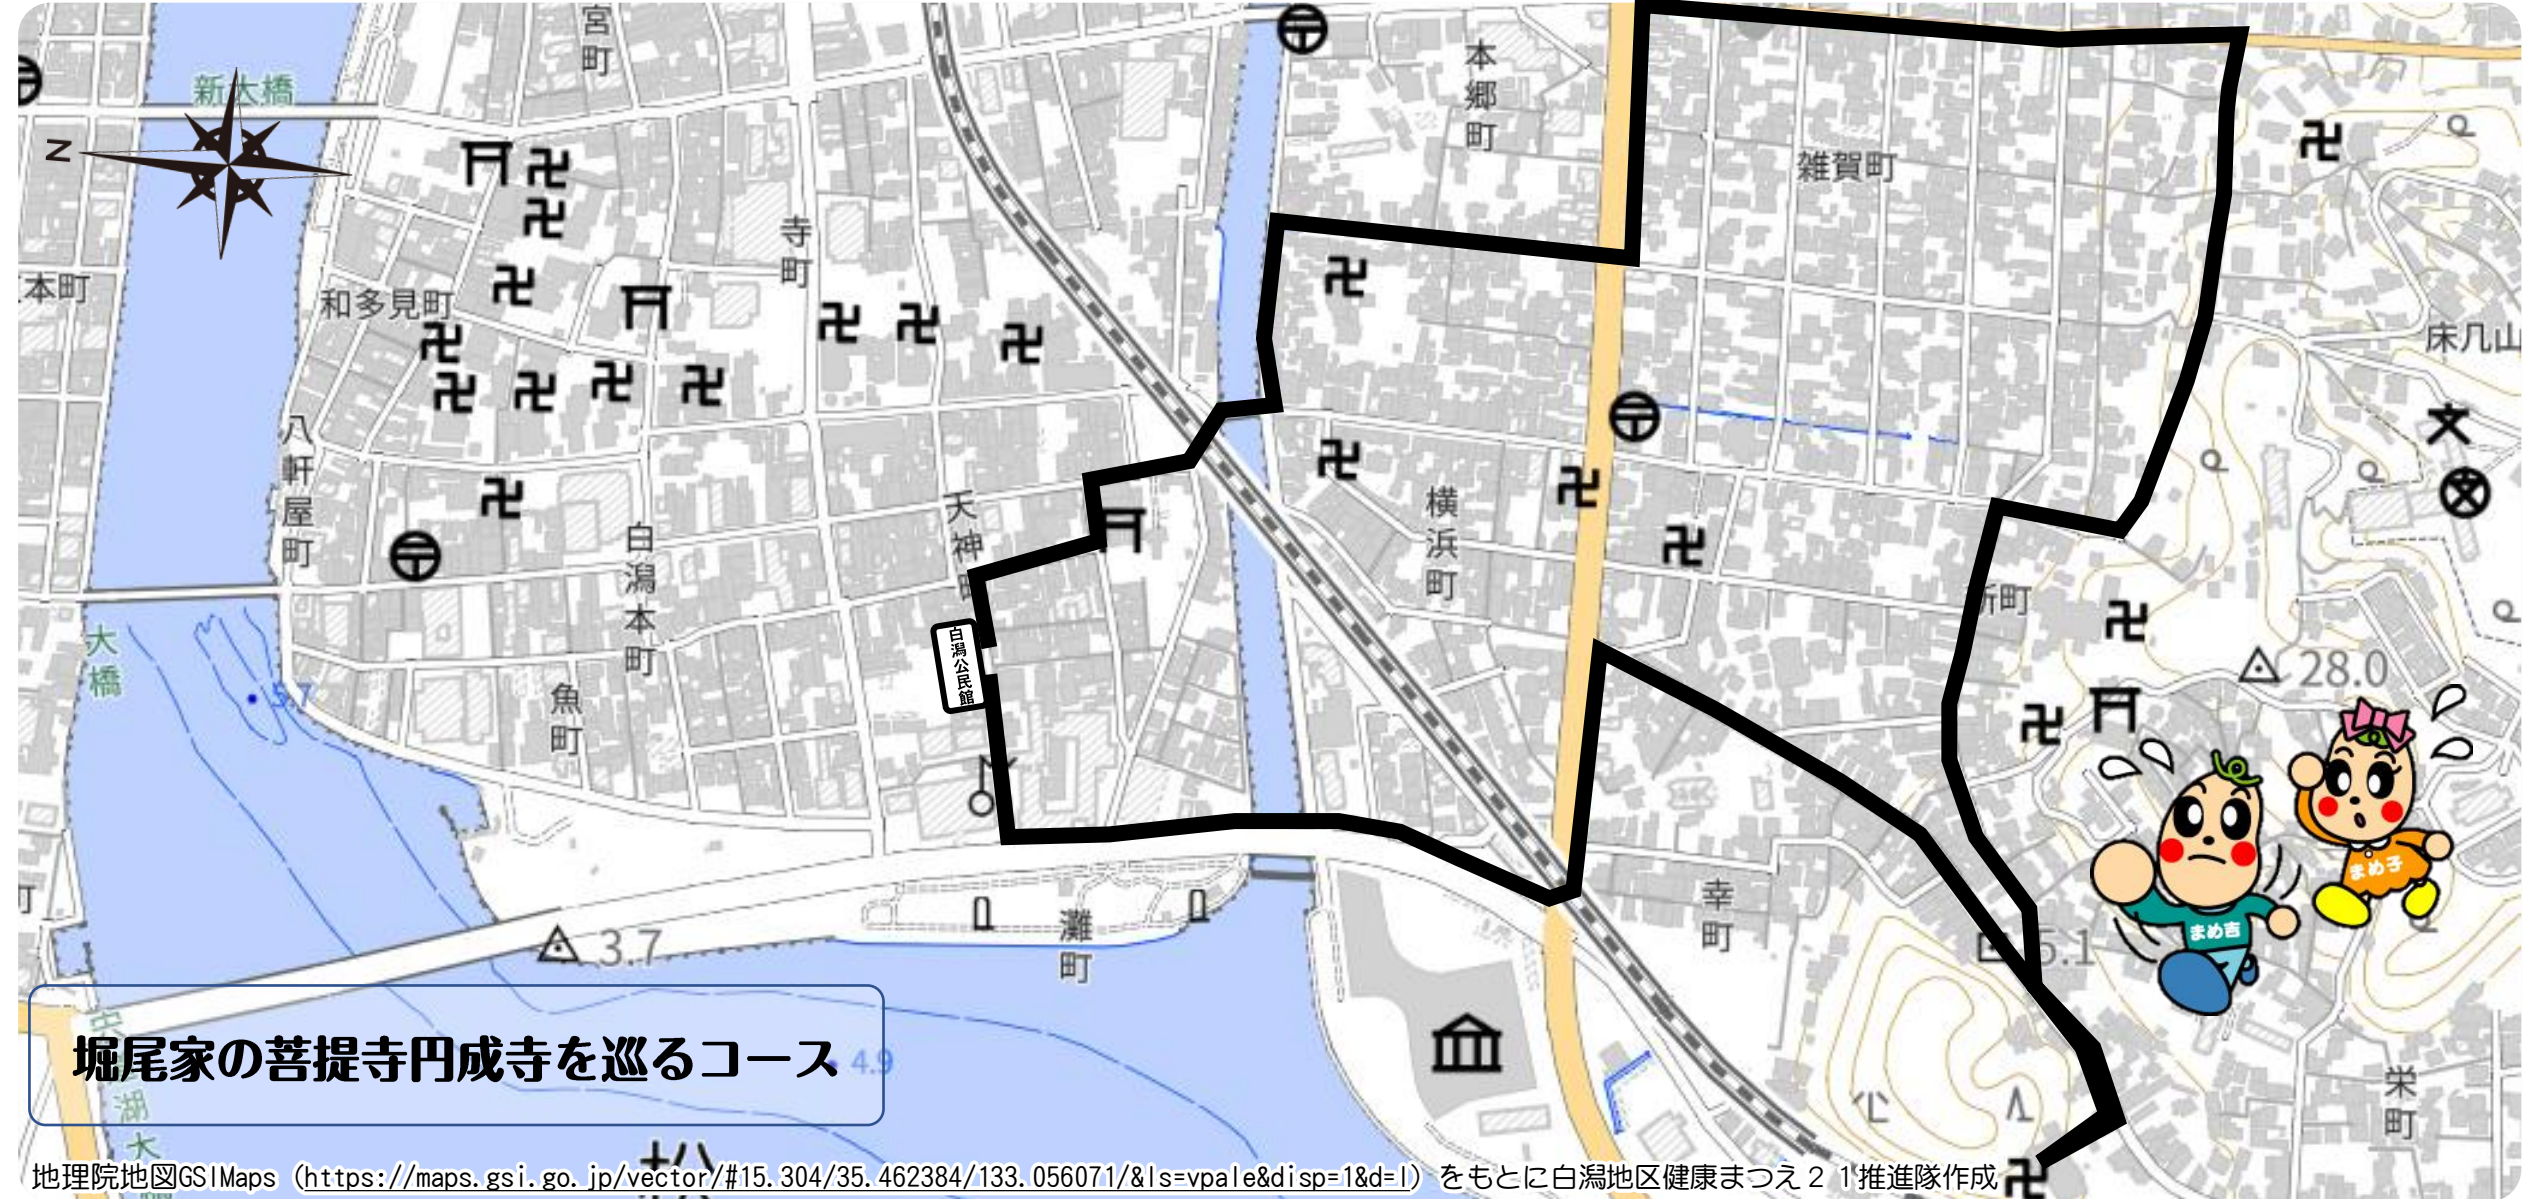 宮町
新大橋
N
本郷町
雑賀町
寺町
本町
和多見町
床几山
八軒屋町
白潟本町
天神町
横浜町
新町
白潟公民館
大橋
5.7
魚町
28.0
まめ子
まめ吉
幸町
灘町
3.7
5.1
4.9
堀尾家の菩提寺円成寺を巡るコース
栄町
地理院地図GSIMaps（https://maps.gsi.go.jp/vector/#15.304/35.462384/133.056071/&ls=vpale&disp=1&d=l）をもとに白潟地区健康まつえ２１推進隊作成